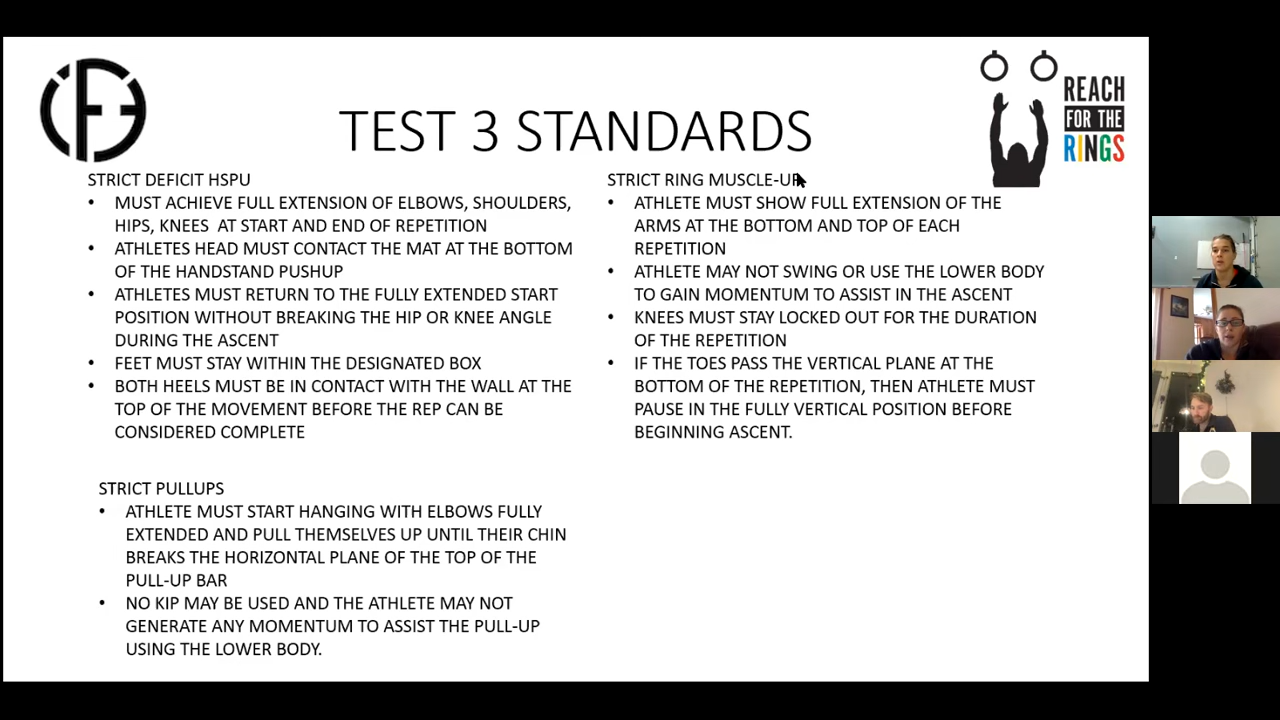 TEST 3 STANDARDS
REACH
FOR THE
RINGS
STRICT DEFICIT HSPU
• MUST ACHIEVE FULL EXTENSION OF ELBOWS, SHOULDERS,
HIPS, KNEES AT START AND END OF REPETITION
• ATHLETES HEAD MUST CONTACT THE MAT AT THE BOTTOM
OF THE HANDSTAND PUSHUP
• ATHLETES MUST RETURN TO THE FULLY EXTENDED START
POSITION WITHOUT BREAKING THE HIP OR KNEE ANGLE
DURING THE ASCENT
• FEET MUST STAY WITHIN THE DESIGNATED BOX
• BOTH HEELS MUST BE IN CONTACT WITH THE WALL AT THE
TOP OF THE MOVEMENT BEFORE THE REP CAN BE
CONSIDERED COMPLETE
STRICT PULLUPS
• ATHLETE MUST START HANGING WITH ELBOWS FULLY
EXTENDED AND PULL THEMSELVES UP UNTIL THEIR CHIN
BREAKS THE HORIZONTAL PLANE OF THE TOP OF THE
PULL-UP BAR
• NO KIP MAY BE USED AND THE ATHLETE MAY NOT
GENERATE ANY MOMENTUM TO ASSIST THE PULL-UP
USING THE LOWER BODY.
STRICT RING MUSCLE-UP
• ATHLETE MUST SHOW FULL EXTENSION OF THE
ARMS AT THE BOTTOM AND TOP OF EACH
REPETITION
• ATHLETE MAY NOT SWING OR USE THE LOWER BODY
TO GAIN MOMENTUM TO ASSIST IN THE ASCENT
• KNEES MUST STAY LOCKED OUT FOR THE DURATION
OF THE REPETITION
• IF THE TOES PASS THE VERTICAL PLANE AT THE
BOTTOM OF THE REPETITION, THEN ATHLETE MUST
PAUSE IN THE FULLY VERTICAL POSITION BEFORE
BEGINNING ASCENT.